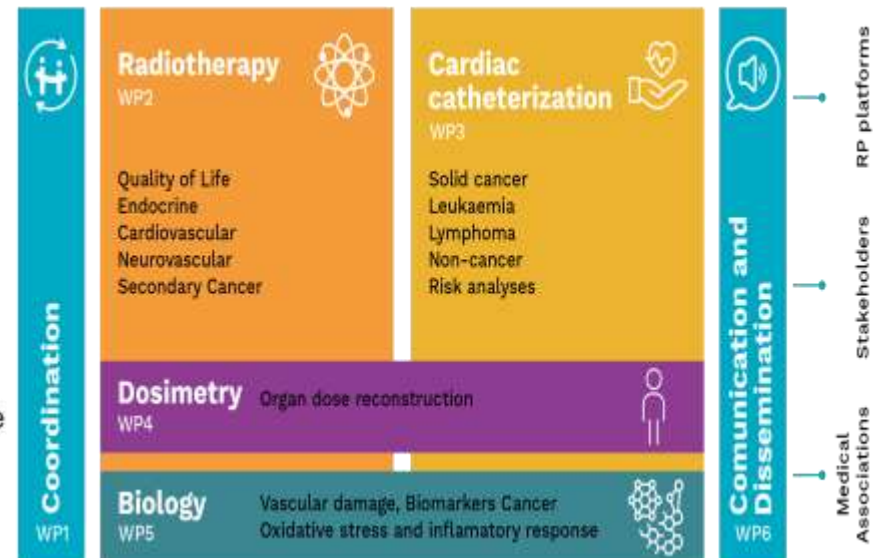 Coordination
WP1
Radiotherapy
WP2
Quality of Life
Endocrine
Cardiovascular
Neurovascular
Secondary Cancer
Cardiac
catheterization
WP3
Solid cancer
Leukaemia
Lymphoma
Non-cancer
Risk analyses
Dosimetry
WP4
Organ dose reconstruction
Biology
WP5
Vascular damage, Biomarkers Cancer
Oxidative stress and inflamatory response
Comunication and
Dissemination
WP6
RP platforms
Stakeholders
Medical
Associations